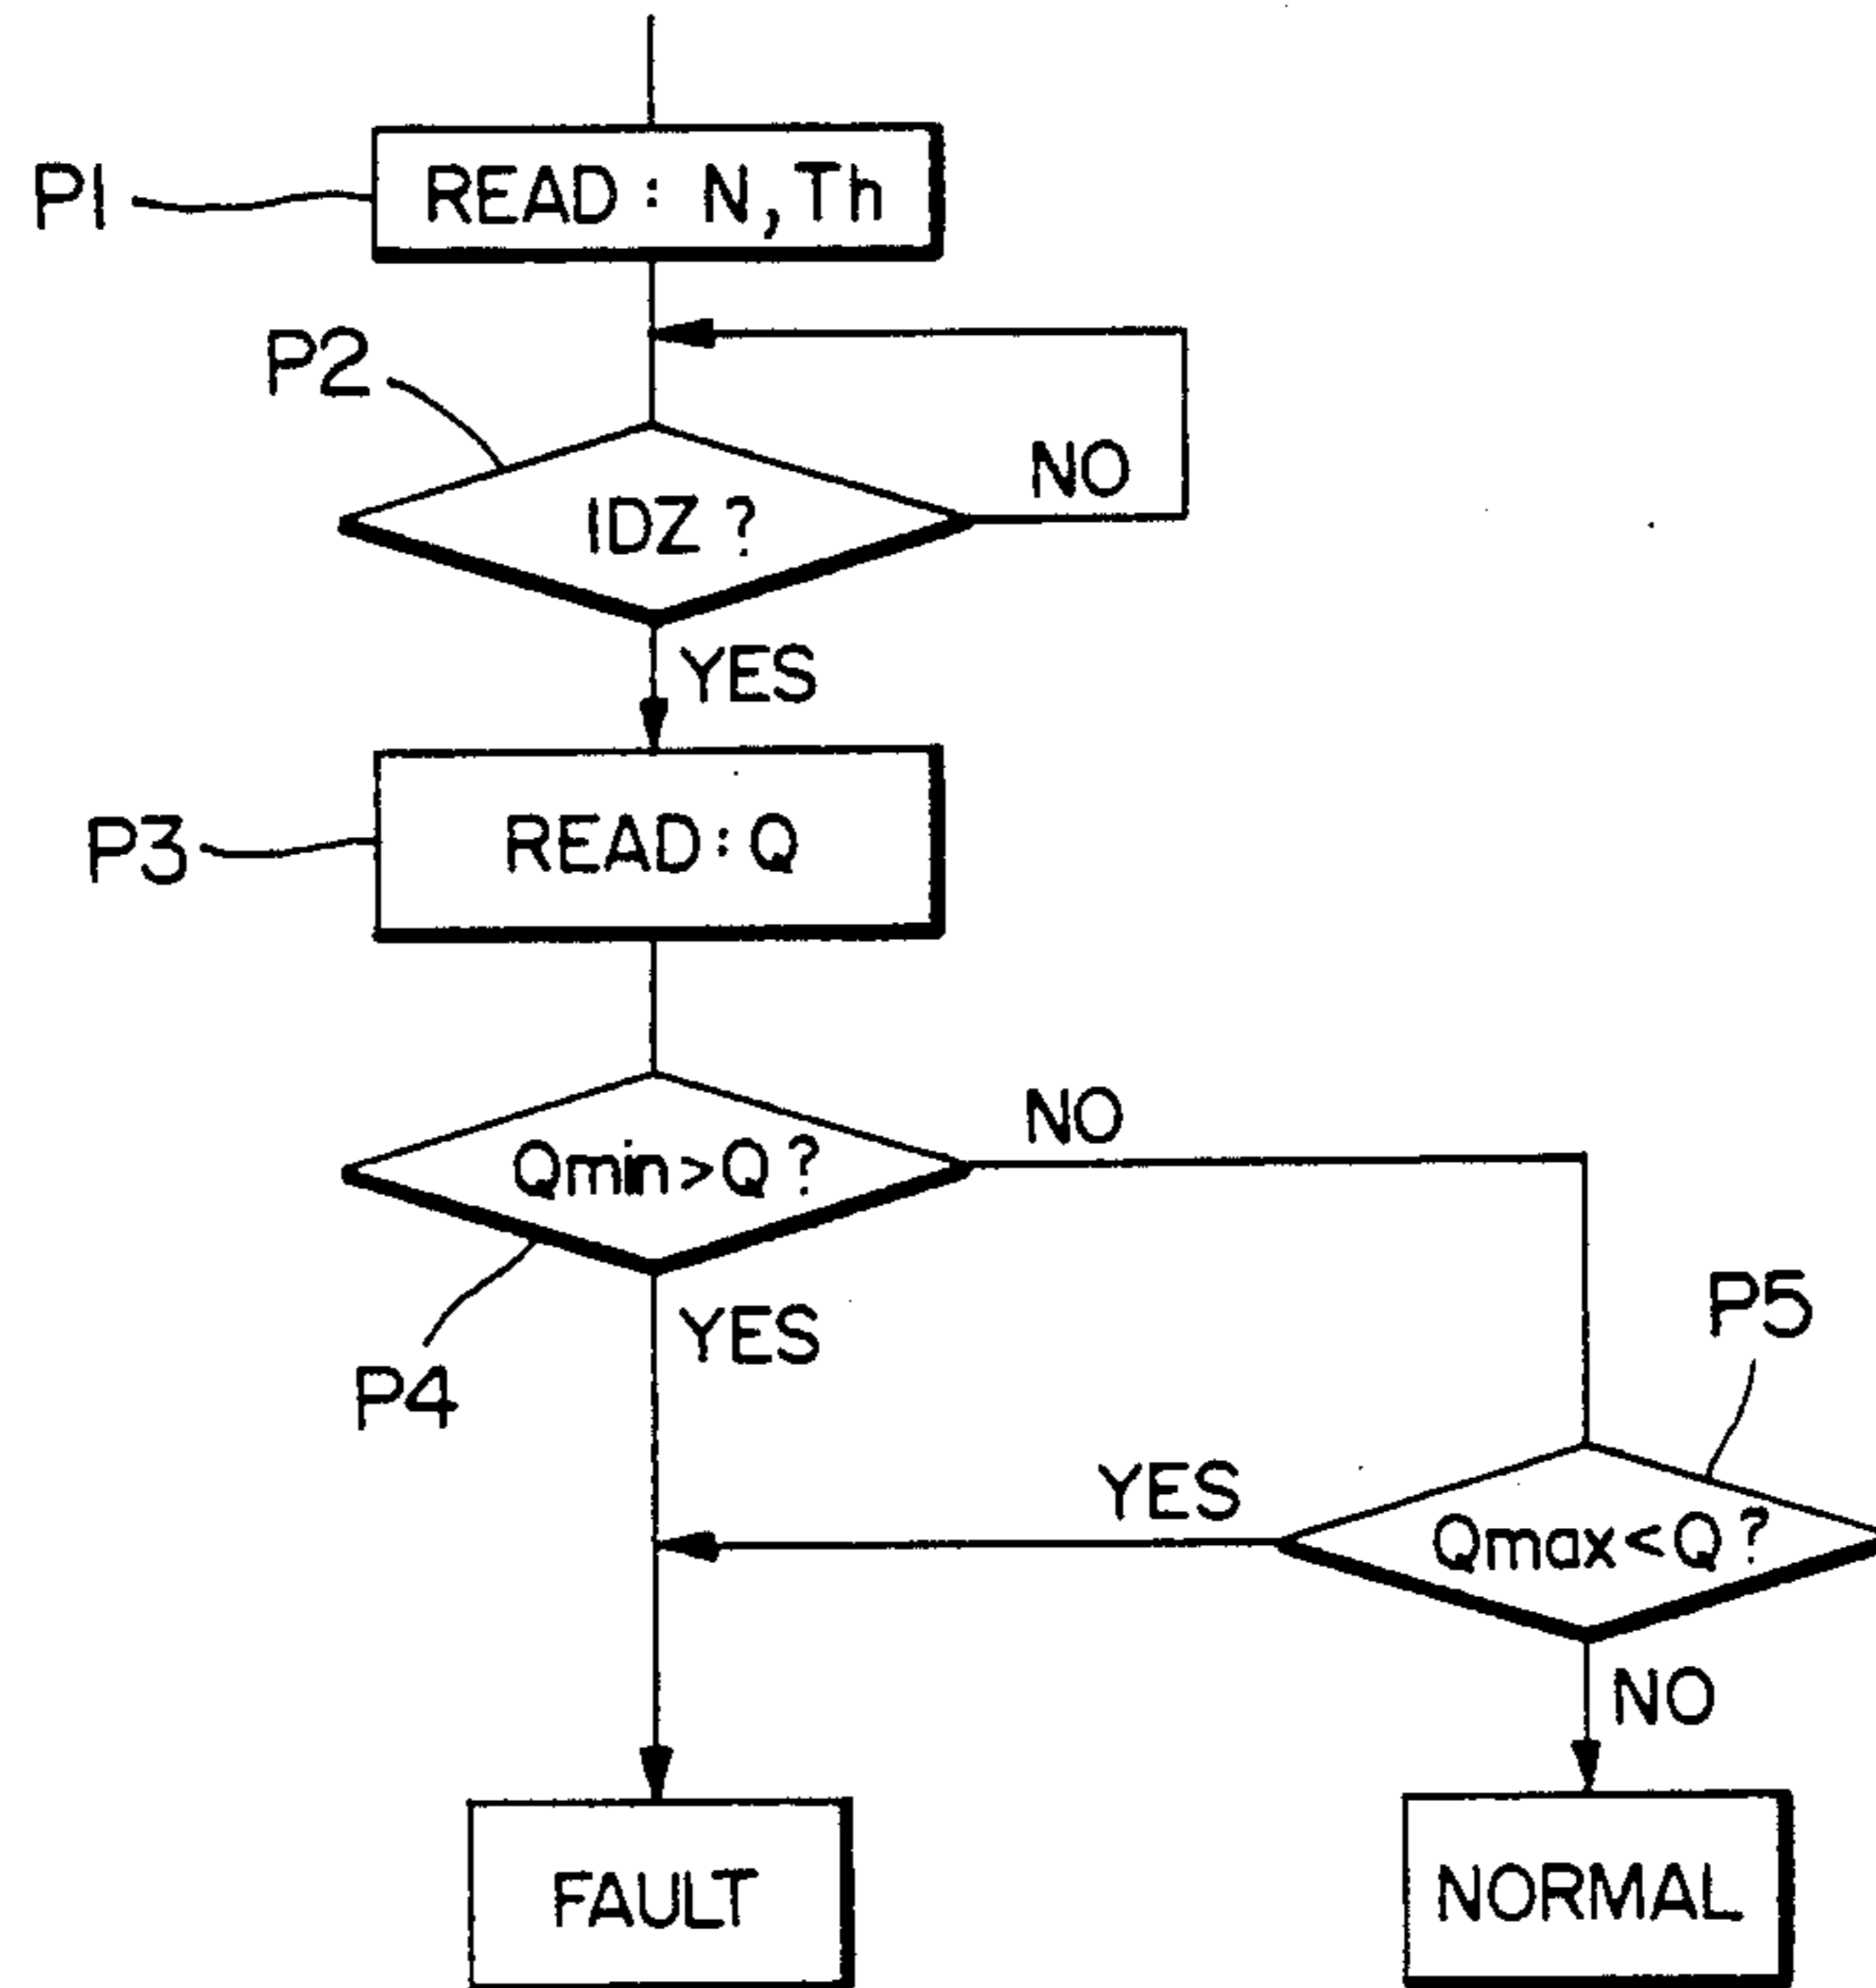 P1
READ : N,Th
P2
NO
IDZ ?
YES
P3
READ:Q
NO
Qmin>Q?
YES
P4
P5
YES
Qmax<Q?
NO
FAULT
NORMAL